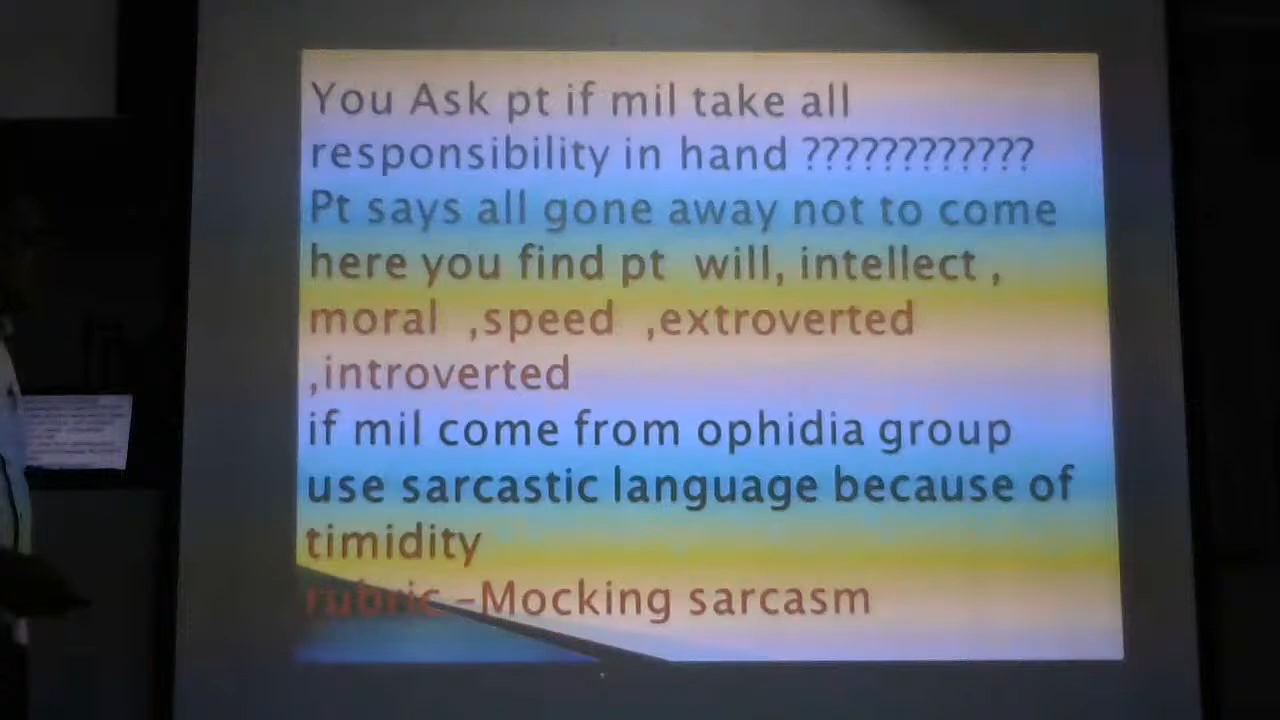 You Ask pt if mil take all
responsibility in hand ????????????
Pt says all gone away not to come
here you find pt will, intellect ,
moral ,speed ,extroverted
,introverted
if mil come from ophidia group
use sarcastic language because of
timidity
rubric -Mocking sarcasm